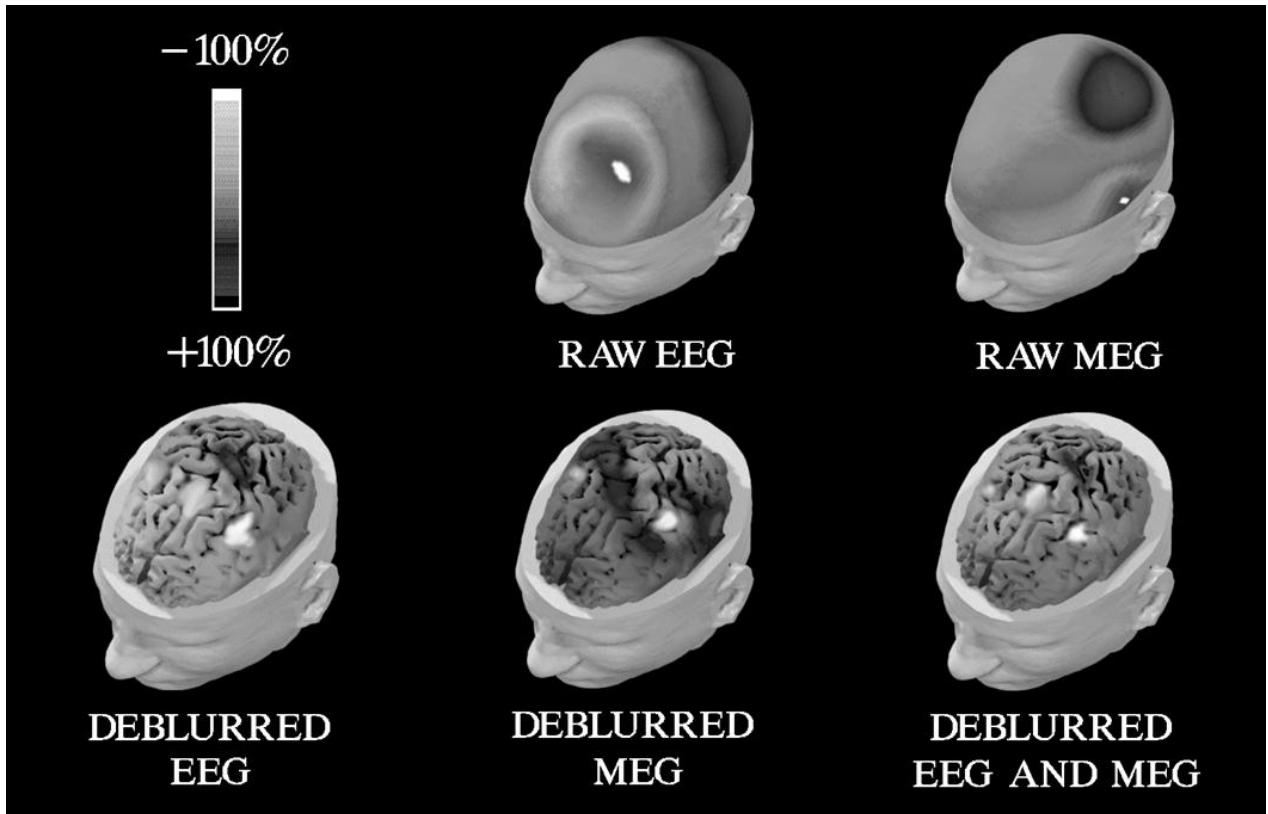 −100%
+100%
RAW EEG
RAW MEG
DEBLURRED
EEG
DEBLURRED
MEG
DEBLURRED
EEG AND MEG